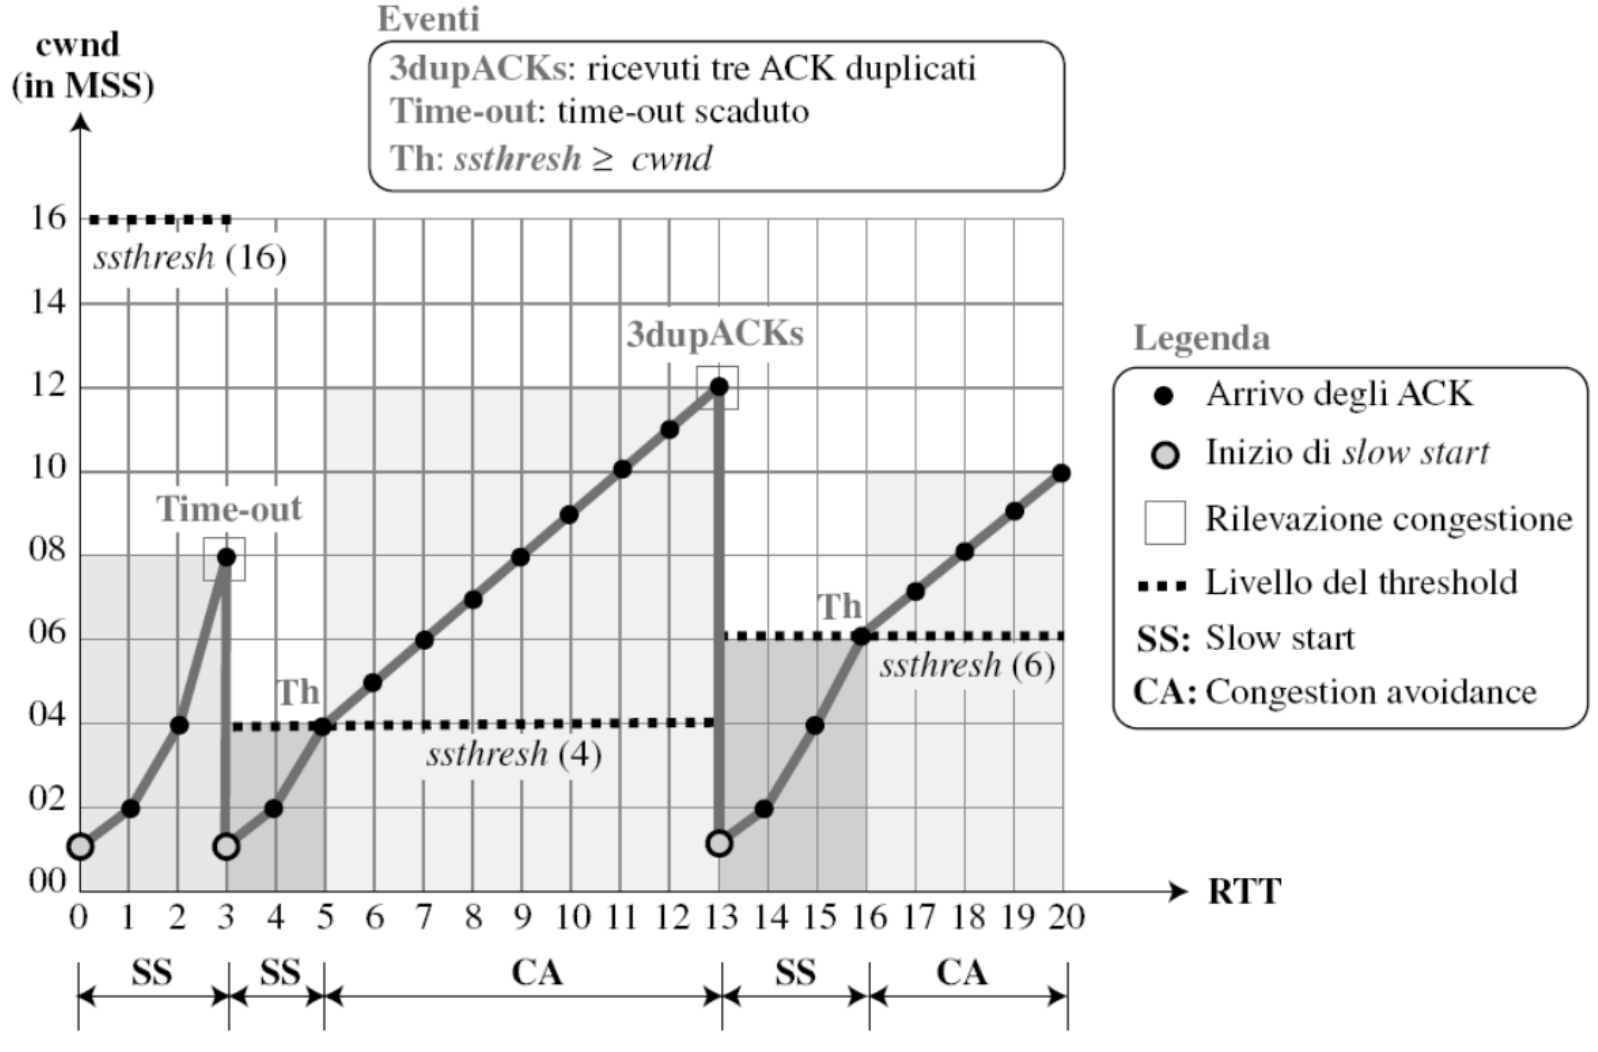 Eventi
3dupACKs: ricevuti tre ACK duplicati
Time-out: time-out scaduto
Th: ssthresh ≥ cwnd
cwnd
(in MSS)
16
ssthresh (16)
14
3dupACKs
12
10
Time-out
08
Th
06
ssthresh (6)
Th
04
ssthresh (4)
02
00
RTT
0 1 2 3 4 5 6 7 8 9 10 11 12 13 14 15 16 17 18 19 20
SS SS CA SS CA
Legenda
Arrivo degli ACK
Inizio di slow start
Rilevazione congestione
Livello del threshold
SS: Slow start
CA: Congestion avoidance